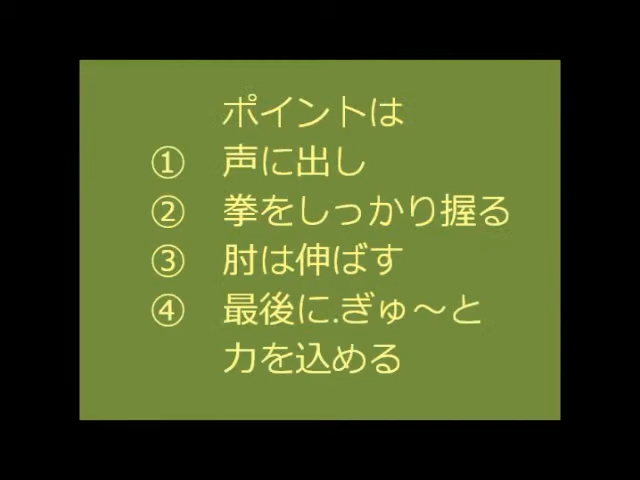 ポイントは
① 声に出し
② 拳をしっかり握る
③ 肘は伸ばす
④ 最後に.ぎゅ～と
力を込める